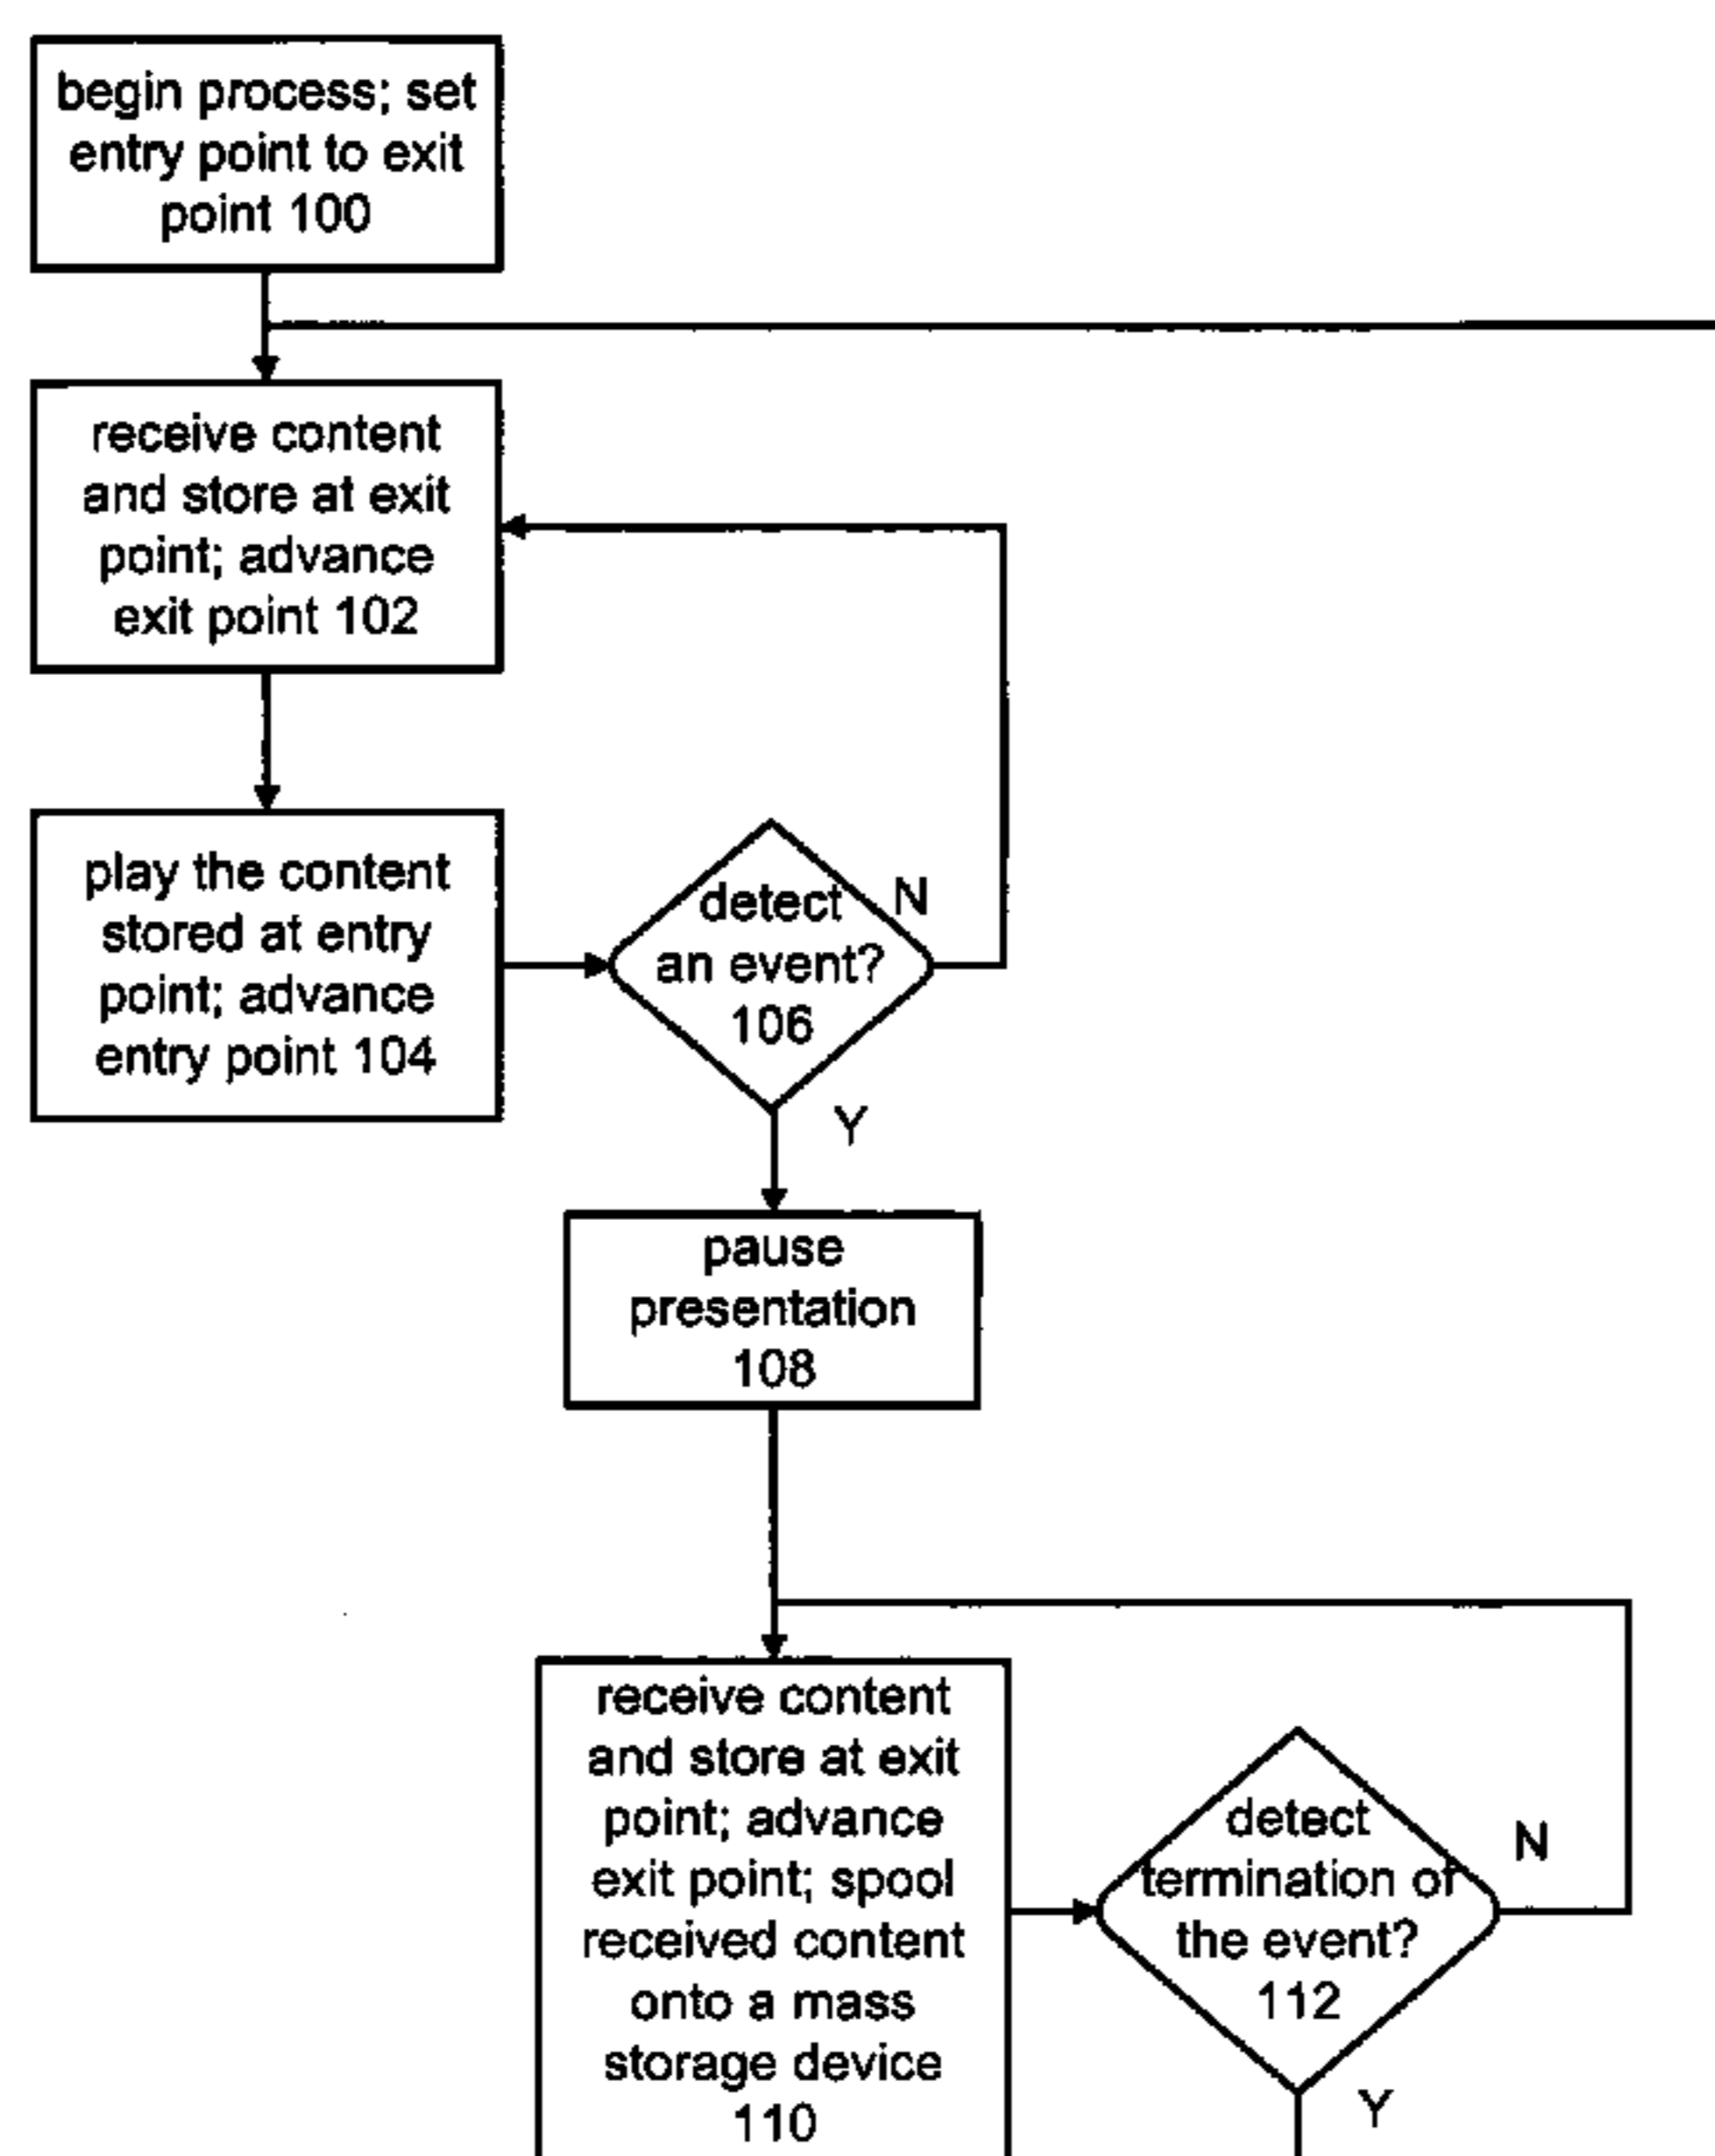 begin process; set
entry point to exit
point 100
receive content
and store at exit
point; advance
exit point 102
play the content
stored at entry
point; advance
entry point 104
detect
an event?
106
N
Y
pause
presentation
108
receive content
and store at exit
point; advance
exit point; spool
received content
onto a mass
storage device
110
detect
termination of
the event?
112
N
Y